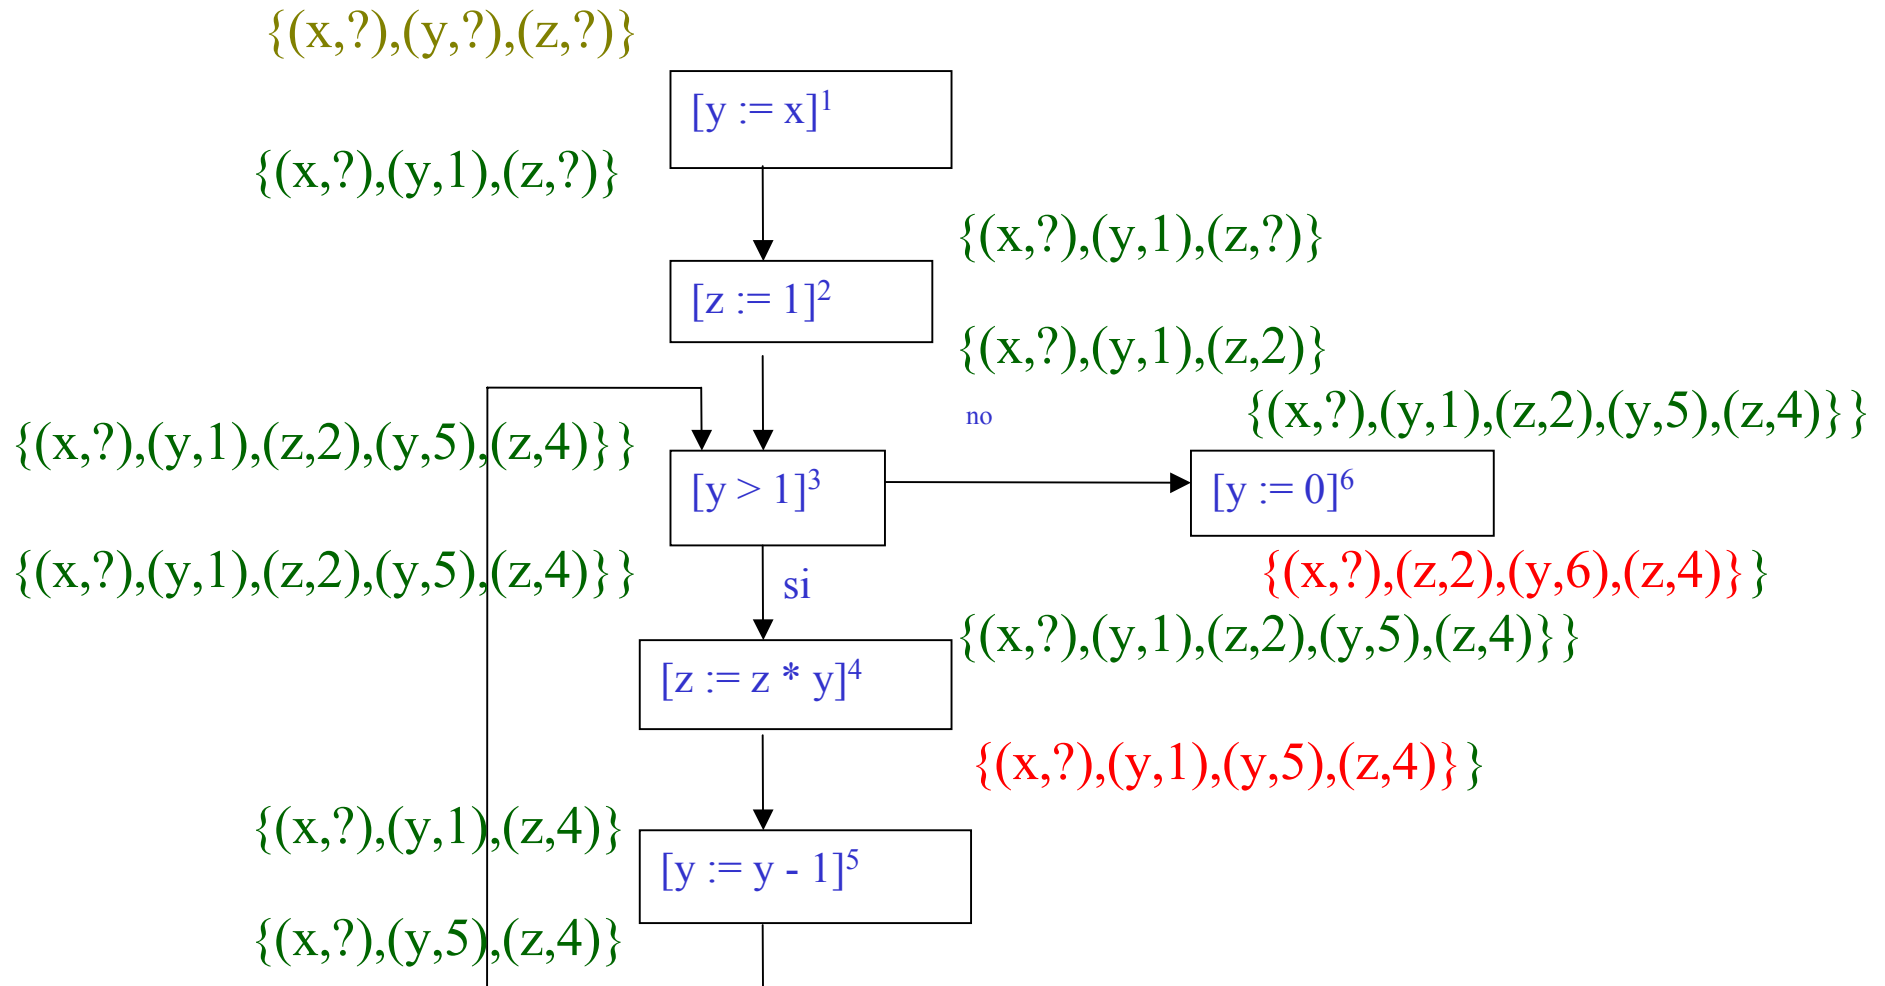 {(x,?),(y,?),(z,?)}
[y := x]1
{(x,?),(y,1),(z,?)}
{(x,?),(y,1),(z,?)}
[z := 1]2
{(x,?),(y,1),(z,2)}
no
{(x,?),(y,1),(z,2),(y,5),(z,4)}}
{(x,?),(y,1),(z,2),(y,5),(z,4)}}
[y > 1]3
[y := 0]6
{(x,?),(y,1),(z,2),(y,5),(z,4)}}
si
{(x,?),(z,2),(y,6),(z,4)}}
{(x,?),(y,1),(z,2),(y,5),(z,4)}}
[z := z * y]4
{(x,?),(y,1),(y,5),(z,4)}}
{(x,?),(y,1),(z,4)}
[y := y - 1]5
{(x,?),(y,5),(z,4)}